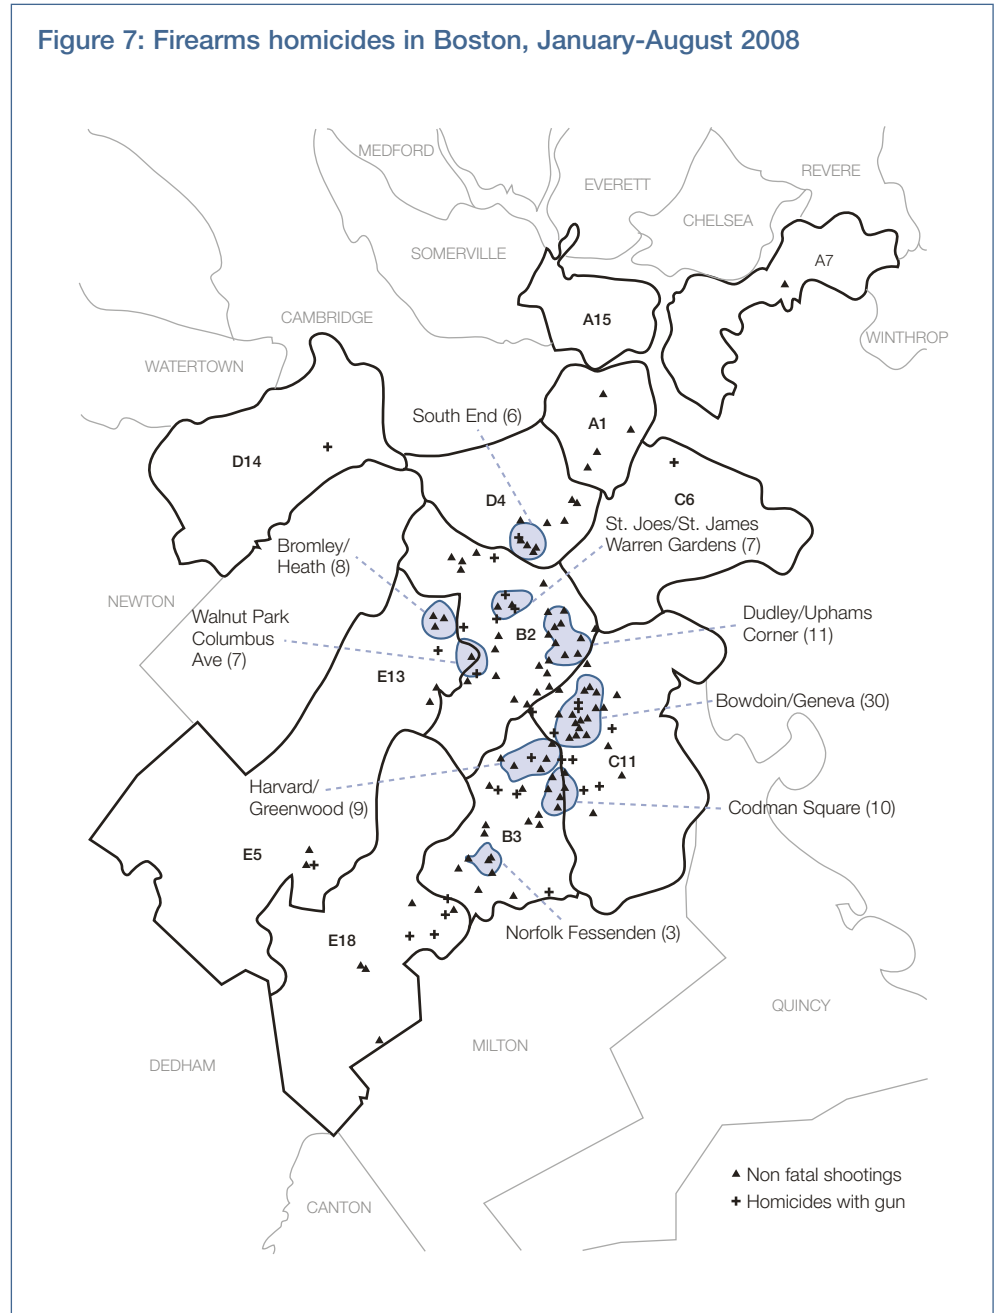 Figure 7: Firearms homicides in Boston, January-August 2008
MEDFORD
EVERETT
REVERE
CHELSEA
SOMERVILLE
A7
CAMBRIDGE
A15
WINTHROP
WATERTOWN
South End (6)
A1
D14
D4
C6
St. Joes/St. James
Warren Gardens (7)
Bromley/
Heath (8)
NEWTON
Walnut Park
Columbus
Ave (7)
B2
Dudley/Uphams
Corner (11)
E13
Bowdoin/Geneva (30)
C11
Harvard/
Greenwood (9)
Codman Square (10)
B3
E5
Norfolk Fessenden (3)
E18
QUINCY
MILTON
DEDHAM
Non fatal shootings
Homicides with gun
CANTON